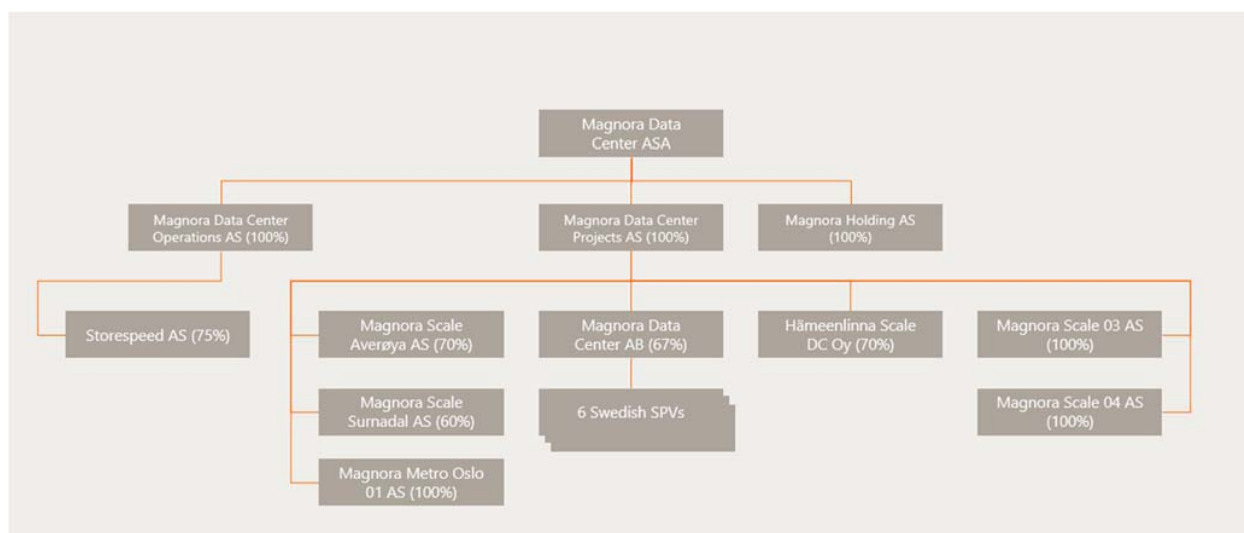 Magnora Data
Center ASA
Magnora Data Center
Operations AS (100%)
Magnora Data Center
Projects AS (100%)
Magnora Holding AS
(100%)
Storespeed AS (75%)
Magnora Scale
Averøya AS (70%)
Magnora Data
Center AB (67%)
Hämeenlinna Scale
DC Oy (70%)
Magnora Scale 03 AS
(100%)
Magnora Scale
Surnadal AS (60%)
6 Swedish SPVs
Magnora Scale 04 AS
(100%)
Magnora Metro Oslo
01 AS (100%)